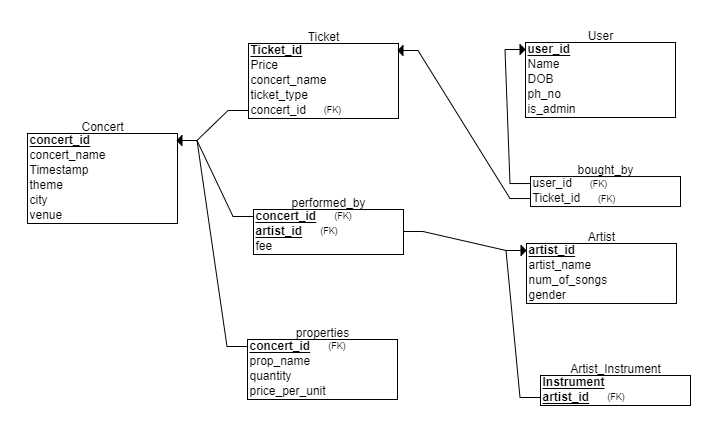 Ticket
Ticket_id
Price
concert_name
ticket_type
concert_id (FK)
User
user_id
Name
DOB
ph_no
is_admin
Concert
concert_id
concert_name
Timestamp
theme
city
venue
bought_by
user_id (FK)
Ticket_id (FK)
performed_by
concert_id (FK)
artist_id (FK)
fee
Artist
artist_id
artist_name
num_of_songs
gender
properties
concert_id (FK)
prop_name
quantity
price_per_unit
Artist_Instrument
Instrument
artist_id (FK)